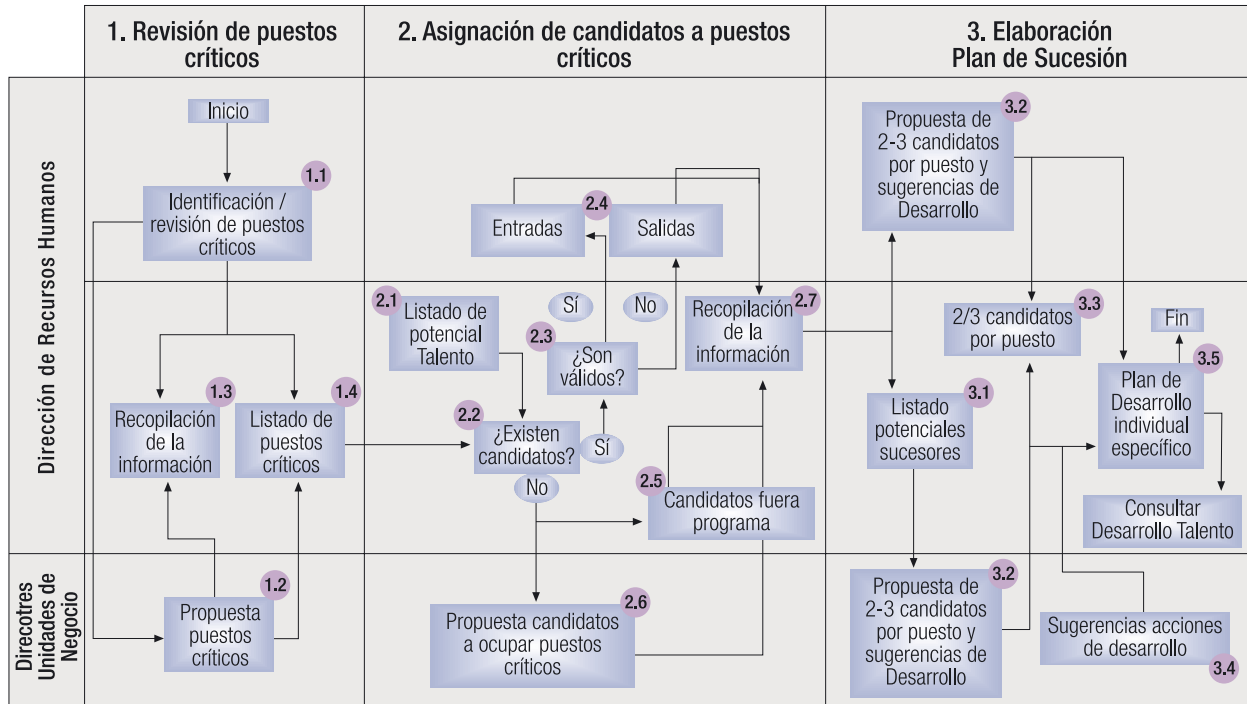 1. Revisión de puestos
críticos
2. Asignación de candidatos a puestos
críticos
3. Elaboración
Plan de Sucesión
Dirección de Recursos Humanos
Direcotres
Unidades de
Negocio
Inicio
1.1
Identificación /
revisión de puestos
críticos
1.3
Recopilación
de la
información
1.4
Listado de
puestos
críticos
1.2
Propuesta
puestos
críticos
2.4
Entradas
Salidas
2.1
Listado de
potencial
Talento
Sí
No
2.3
¿Son
válidos?
2.7
Recopilación
de la
información
2.2
¿Existen
candidatos?
Sí
No
2.5
Candidatos fuera
programa
2.6
Propuesta candidatos
a ocupar puestos
críticos
3.2
Propuesta de
2-3 candidatos
por puesto y
sugerencias de
Desarrollo
3.3
2/3 candidatos
por puesto
Fin
3.5
Plan de
Desarrollo
individual
específico
3.1
Listado
potenciales
sucesores
Consultar
Desarrollo Talento
3.2
Propuesta de
2-3 candidatos
por puesto y
sugerencias de
Desarrollo
Sugerencias acciones
de desarrollo
3.4